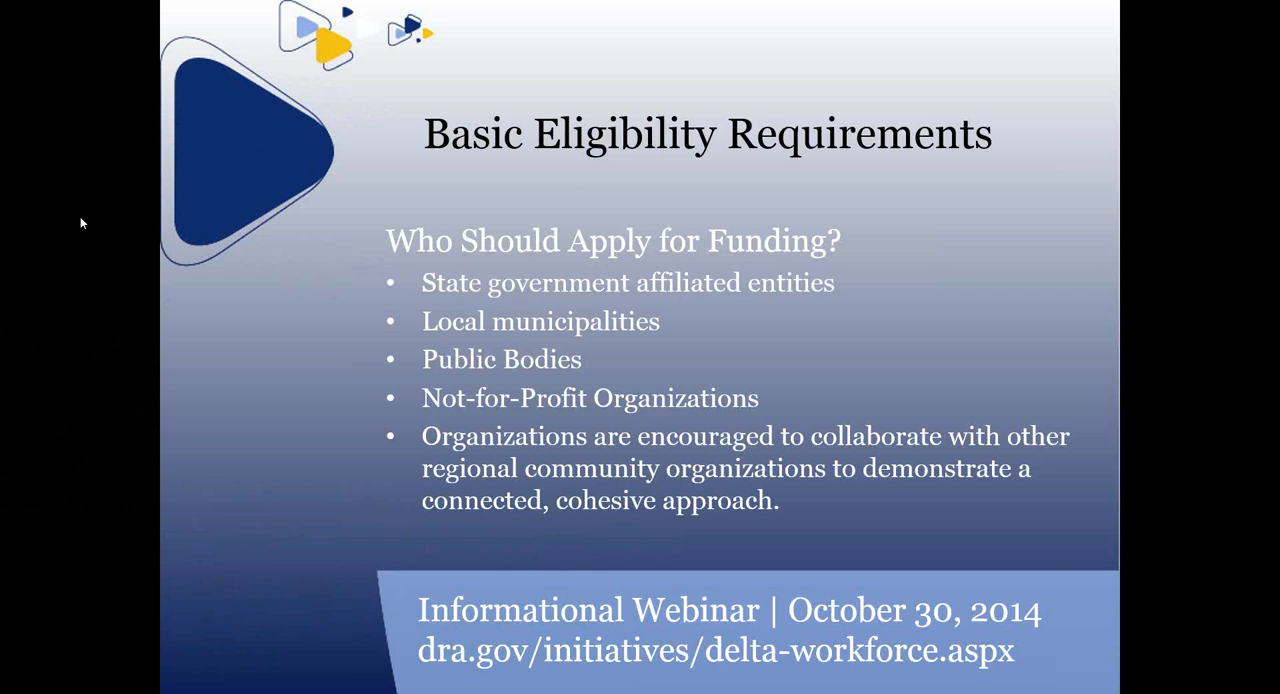 Basic Eligibility Requirements
Who Should Apply for Funding?
• State government affiliated entities
• Local municipalities
• Public Bodies
• Not-for-Profit Organizations
• Organizations are encouraged to collaborate with other
regional community organizations to demonstrate a
connected, cohesive approach.
Informational Webinar | October 30, 2014
dra.gov/initiatives/delta-workforce.aspx